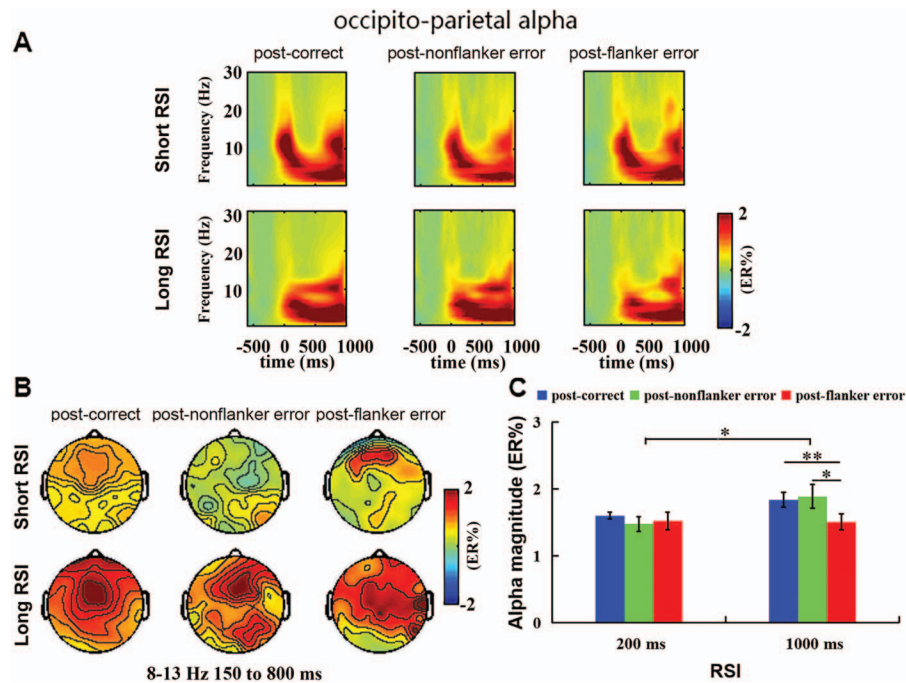 occipito-parietal alpha
A
post-correct post-nonflanker error post-flanker error
Short RSI
Frequency (Hz)
30
20
10
Long RSI
Frequency (Hz)
30
20
10
2
(ER%)
-2
-500 0 500 1000 -500 0 500 1000 -500 0 500 1000
time (ms) time (ms) time (ms)
B
post-correct post-nonflanker error post-flanker error
Short RSI
Long RSI
2
(ER%)
-2
8-13 Hz 150 to 800 ms
C
post-correct post-nonflanker error post-flanker error
Alpha magnitude (ER%)
3
2
1
0
*
**
*
200 ms 1000 ms
RSI